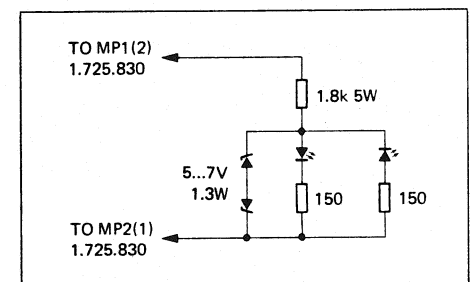 TO MP1(2)
1.725.830
1.8k 5W
5...7V
1.3W
150
150
TO MP2(1)
1.725.830